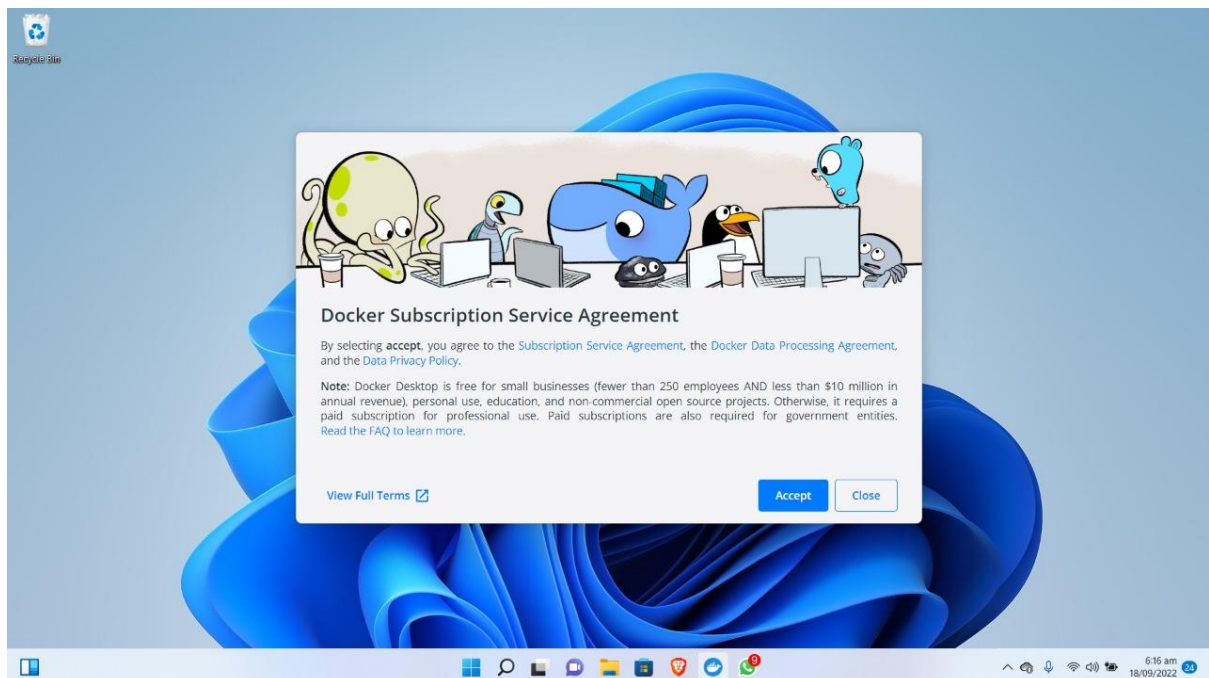 Recycle Bin
Docker Subscription Service Agreement
By selecting accept, you agree to the Subscription Service Agreement, the Docker Data Processing Agreement,
and the Data Privacy Policy.
Note: Docker Desktop is free for small businesses (fewer than 250 employees AND less than $10 million in
annual revenue), personal use, education, and non-commercial open source projects. Otherwise, it requires a
paid subscription for professional use. Paid subscriptions are also required for government entities.
Read the FAQ to learn more.
View Full Terms
Accept
Close
9
6:16 am
18/09/2022
24